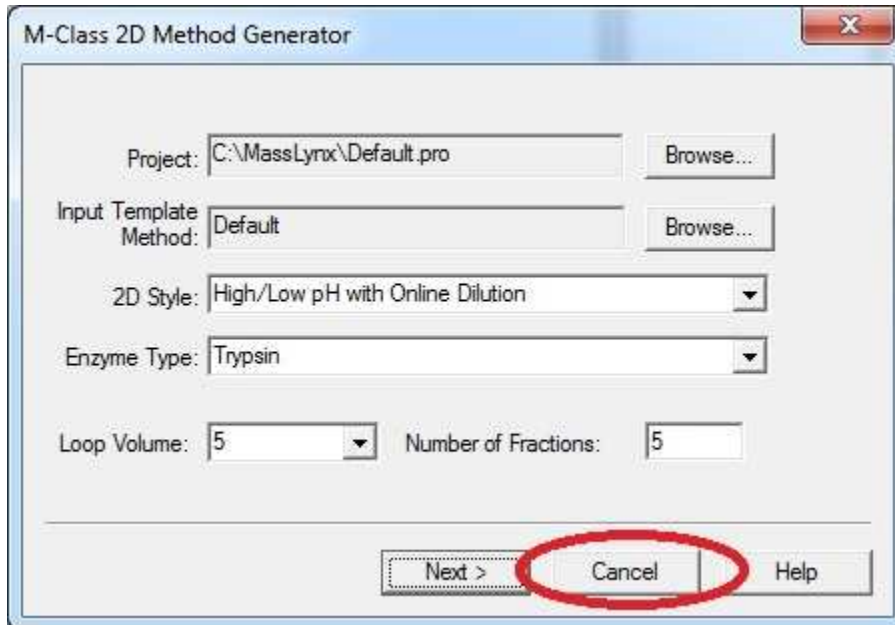 M-Class 2D Method Generator
Project: C:\MassLynx\Default.pro Browse...
Input Template
Method: Default Browse...
2D Style: High/Low pH with Online Dilution
Enzyme Type: Trypsin
Loop Volume: 5 Number of Fractions: 5
Next > Cancel Help